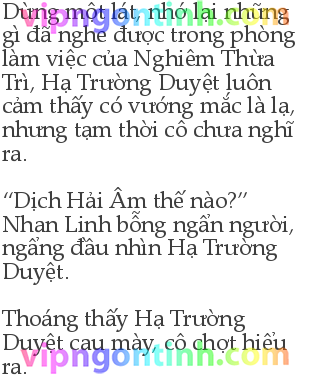 Dừng một lát, nhớ lại những
gì đã nghe được trong phòng
làm việc của Nghiêm Thừa
Trì, Hạ Trường Duyệt luôn
cảm thấy có vướng mắc là lạ,
nhưng tạm thời cô chưa nghĩ
ra.
“Dịch Hải Âm thế nào?”
Nhan Linh bỗng ngẩn người,
ngẩng đầu nhìn Hạ Trường
Duyệt.
Thoáng thấy Hạ Trường
Duyệt cau mày, cô chợt hiểu
ra.
vipngontinh.com
vipngontinh.com